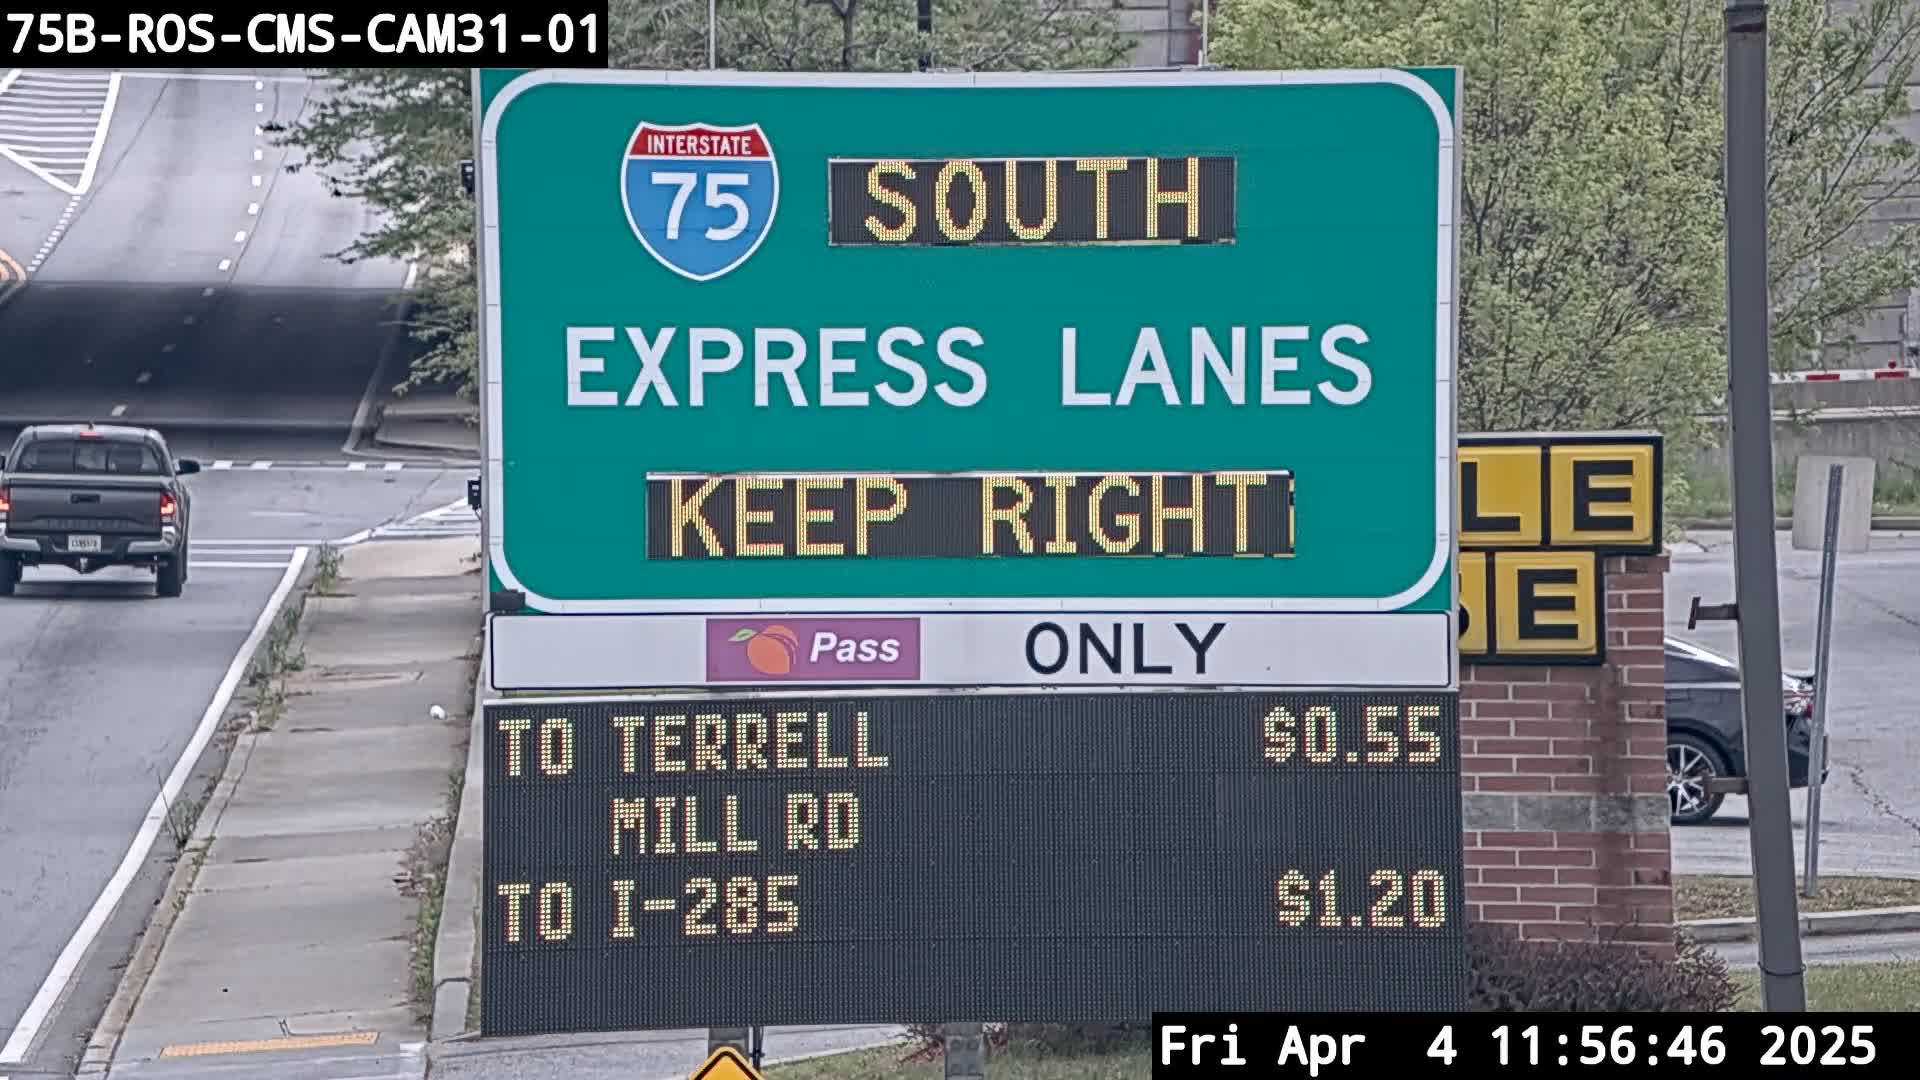 75B-ROS-CMS-CAM31-01
INTERSTATE
75
SOUTH
EXPRESS LANES
KEEP RIGHT
Pass ONLY
TO TERRELL $0.55
MILL RD
TO I-285 $1.20
LE
E
Fri Apr 4 11:56:46 2025